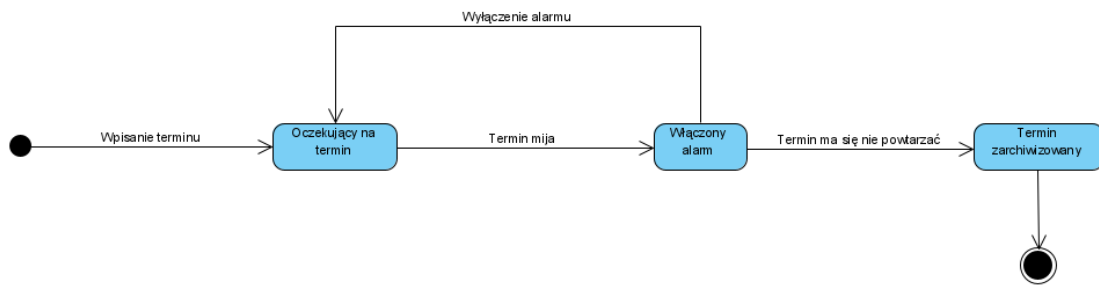 Wyłączenie alarmu
Wpisanie terminu
Oczekujący na
termin
Termin mija
Włączony
alarm
Termin ma się nie powtarzać
Termin
zarchiwizowany